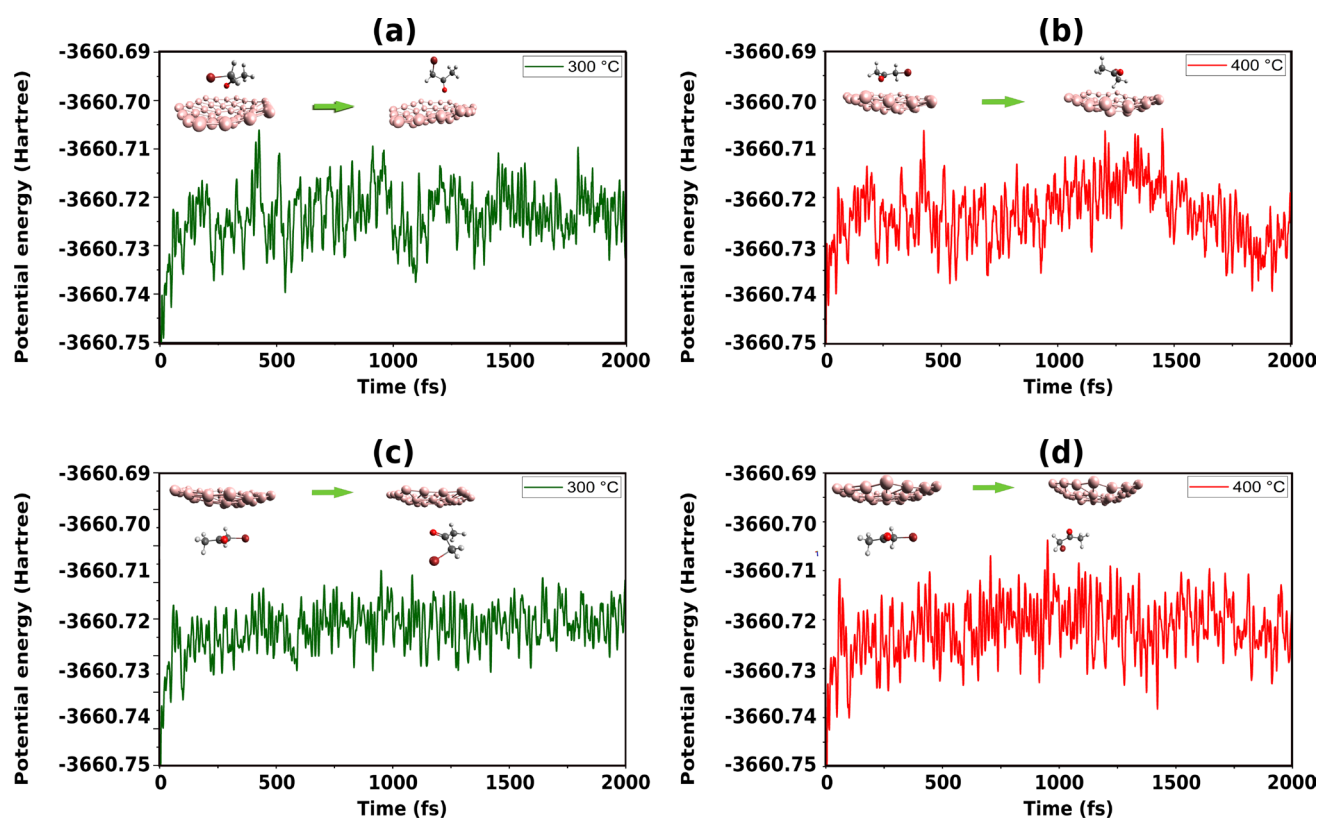 (a)
-3660.69
-3660.70
-3660.71
-3660.72
-3660.73
-3660.74
-3660.75
Potential energy (Hartree)
300 °C
0 500 1000 1500 2000
Time (fs)
(b)
-3660.69
-3660.70
-3660.71
-3660.72
-3660.73
-3660.74
-3660.75
Potential energy (Hartree)
400 °C
0 500 1000 1500 2000
Time (fs)
(c)
-3660.69
-3660.70
-3660.71
-3660.72
-3660.73
-3660.74
-3660.75
Potential energy (Hartree)
300 °C
0 500 1000 1500 2000
Time (fs)
(d)
-3660.69
-3660.70
-3660.71
-3660.72
-3660.73
-3660.74
-3660.75
Potential energy (Hartree)
400 °C
0 500 1000 1500 2000
Time (fs)